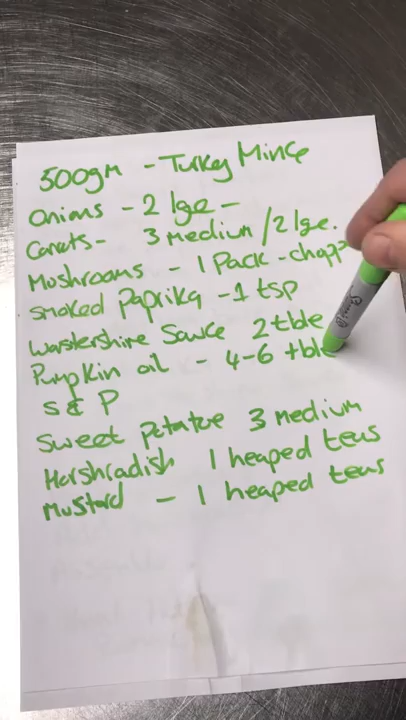 500gm - Turkey Mince
Onions - 2 lge -
Carrots - 3 medium / 2 lge.
Mushrooms - 1 Pack - chopp
Smoked Paprika - 1 tsp
Warstershire Sauce 2 tble
Pumpkin oil - 4-6 tble
S & P
Sweet Potatoe 3 Medium
Horshradish 1 heaped teas
Mustard - 1 heaped teas